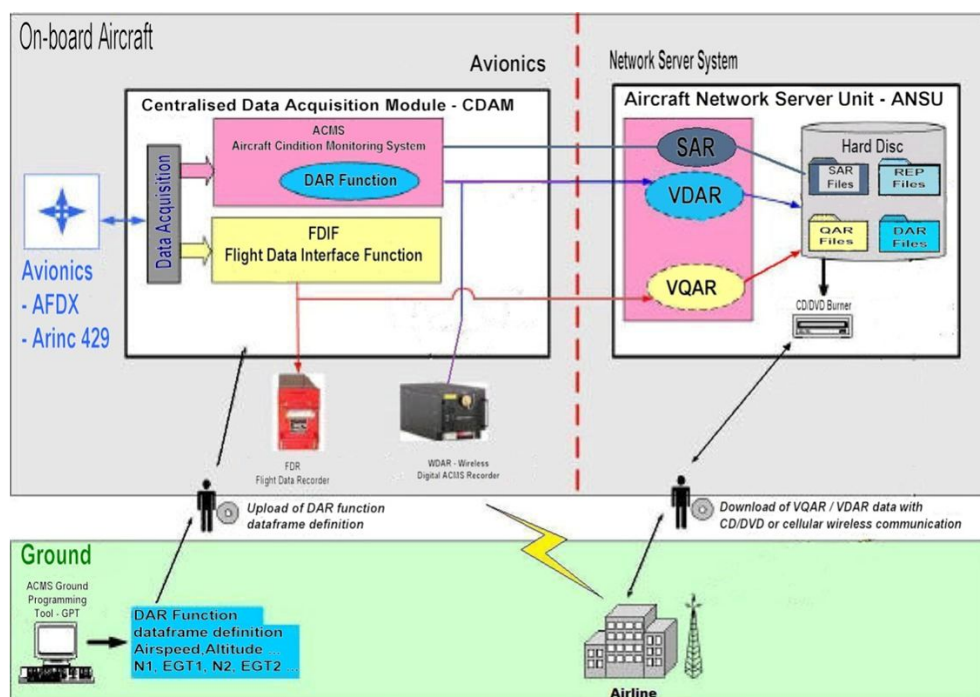 On-board Aircraft
Avionics
Network Server System
Centralised Data Acquisition Module - CDAM
Aircraft Network Server Unit - ANSU
ACMS
Aircraft Cindition Monitoring System
DAR Function
Data Acquisition
FDIF
Flight Data Interface Function
Avionics
- AFDX
- Arinc 429
SAR
VDAR
VQAR
Hard Disc
SAR
Files
REP
Files
QAR
Files
DAR
Files
CD/DVD Burner
FDR
Flight Data Recorder
WDAR - Wireless
Digital ACMS Recorder
Upload of DAR function
dataframe definition
Download of VQAR / VDAR data with
CD/DVD or cellular wireless communication
Ground
ACMS Ground
Programming
Tool - GPT
DAR Function
dataframe definition
Airspeed,Altitude ...
N1, EGT1, N2, EGT2 ...
Airline